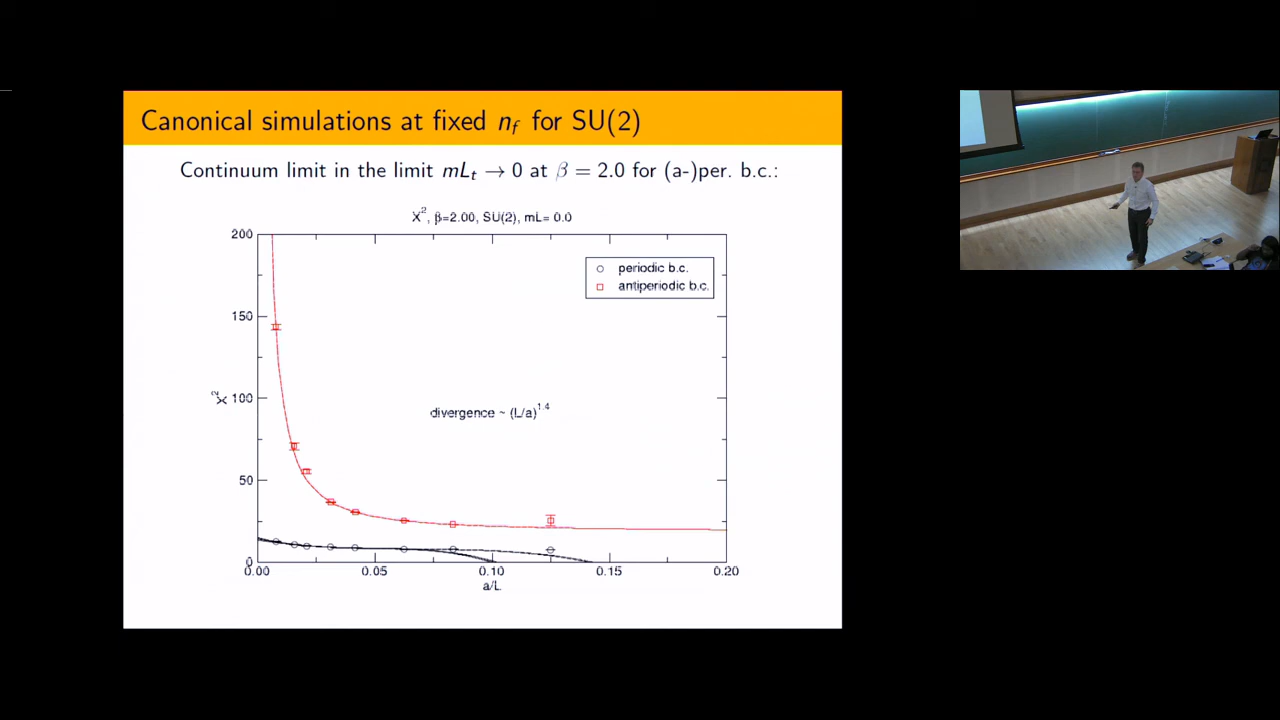 Canonical simulations at fixed n_f for SU(2)
Continuum limit in the limit mL_t → 0 at β = 2.0 for (a-)per. b.c.:
X², β=2.00, SU(2), mL= 0.0
periodic b.c.
antiperiodic b.c.
divergence ~ (L/a)^1.4
X²
200
150
100
50
0
0.00 0.05 0.10 0.15 0.20
a/L